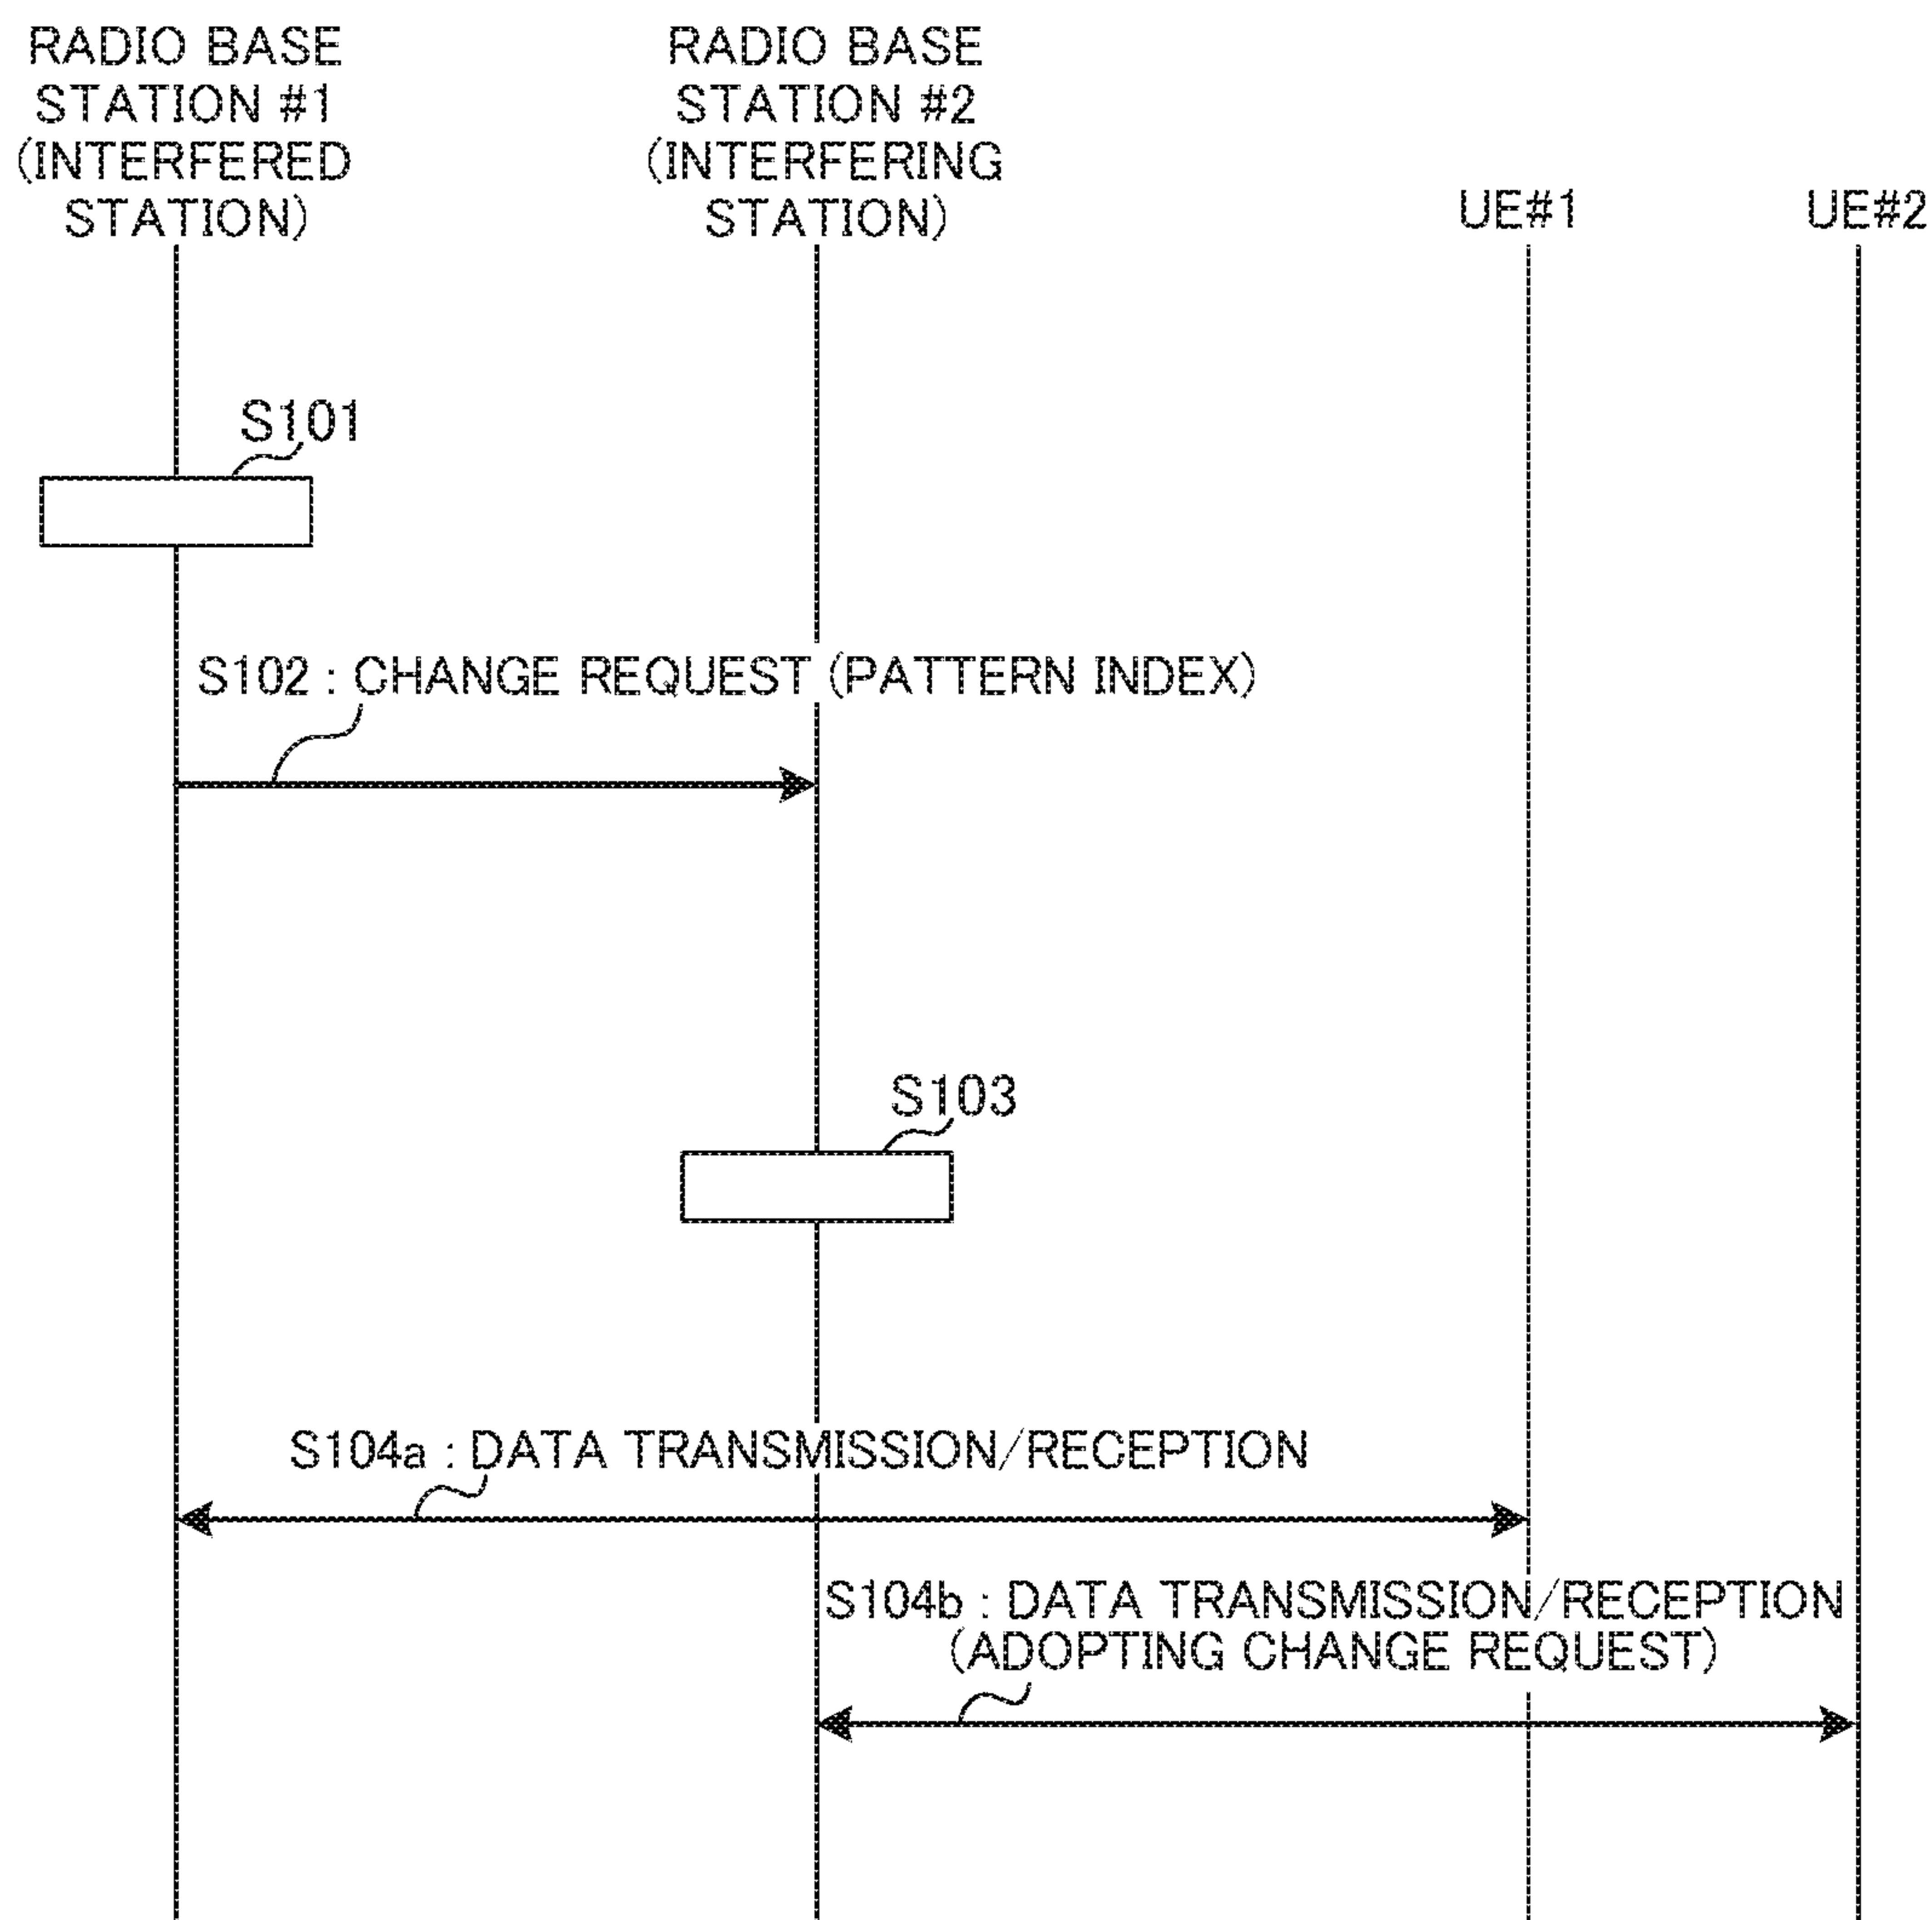 RADIO BASE
STATION #1
(INTERFERED
STATION)
RADIO BASE
STATION #2
(INTERFERING
STATION)
UE#1
UE#2
S101
S102 : CHANGE REQUEST (PATTERN INDEX)
S103
S104a : DATA TRANSMISSION/RECEPTION
S104b : DATA TRANSMISSION/RECEPTION
(ADOPTING CHANGE REQUEST)